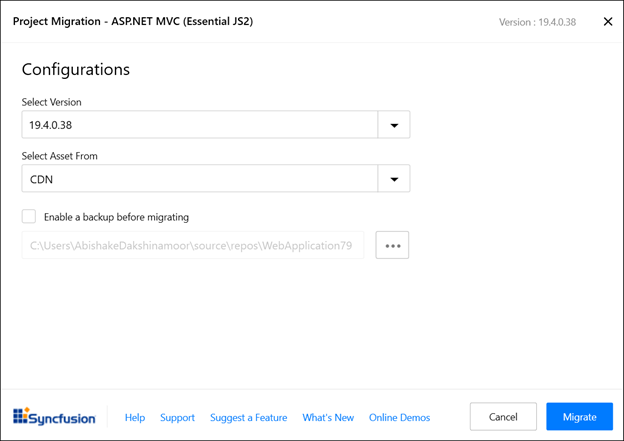 Project Migration - ASP.NET MVC (Essential JS2)
Version : 19.4.0.38
Configurations
Select Version
19.4.0.38
Select Asset From
CDN
Enable a backup before migrating
C:\Users\AbishakeDakshinamoor\source\repos\WebApplication79
Syncfusion
Help
Support
Suggest a Feature
What's New
Online Demos
Cancel
Migrate